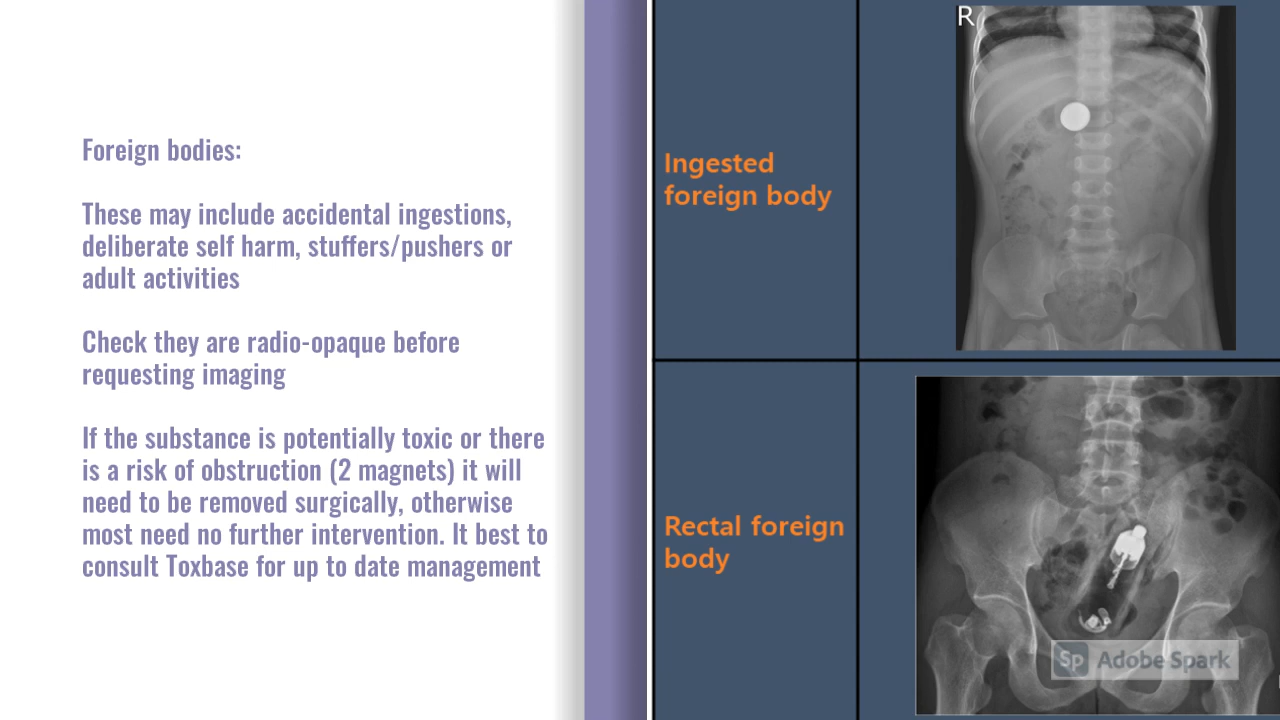 Foreign bodies:
These may include accidental ingestions,
deliberate self harm, stuffers/pushers or
adult activities
Check they are radio-opaque before
requesting imaging
If the substance is potentially toxic or there
is a risk of obstruction (2 magnets) it will
need to be removed surgically, otherwise
most need no further intervention. It best to
consult Toxbase for up to date management
Ingested
foreign body
R
Rectal foreign
body
Sp Adobe Spark